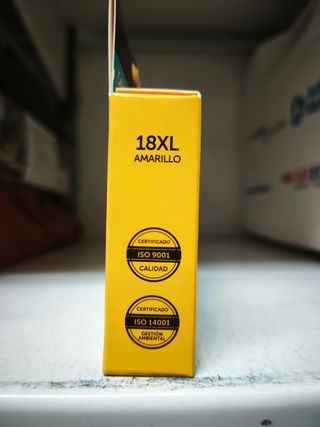 18XL
AMARILLO
CERTIFICADO
ISO 9001
CALIDAD
CERTIFICADO
ISO 14001
GESTIÓN
AMBIENTAL